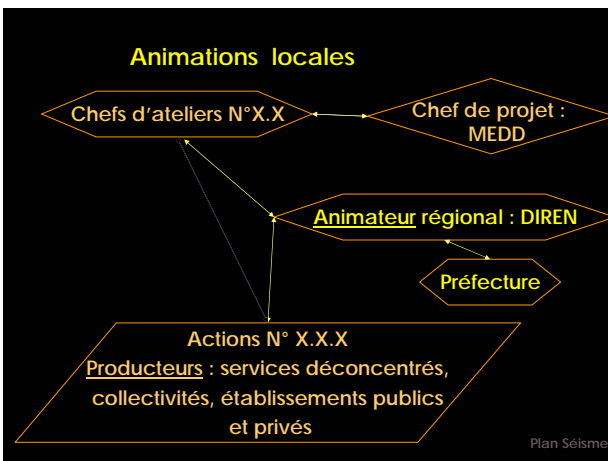 Animations locales
Chefs d'ateliers N°X.X
Chef de projet :
MEDD
Animateur régional : DIREN
Préfecture
Actions N° X.X.X
Producteurs : services déconcentrés,
collectivités, établissements publics
et privés
Plan Séisme